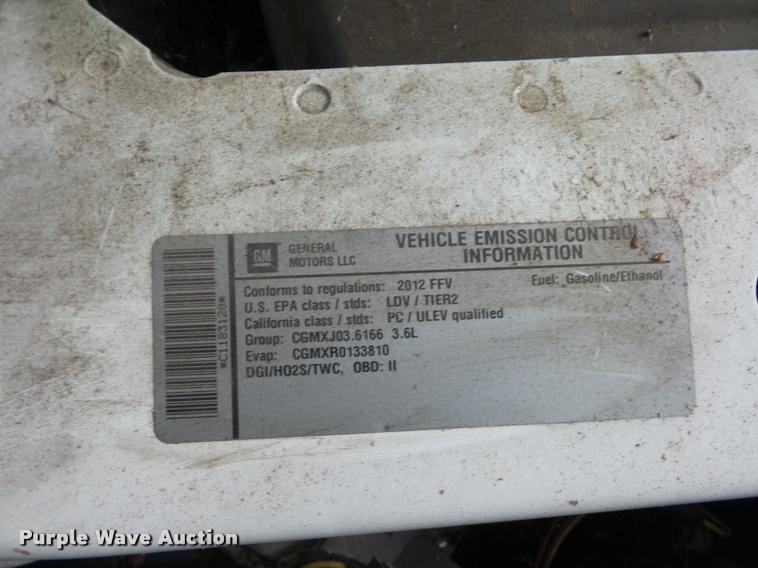 GM GENERAL MOTORS LLC
VEHICLE EMISSION CONTROL
INFORMATION
Conforms to regulations: 2012 FFV Fuel: Gasoline/Ethanol
U.S. EPA class / stds: LDV / TIER2
California class / stds: PC / ULEV qualified
Group: CGMXJ03.6166 3.6L
Evap: CGMXR0133810
DGI/HO2S/TWC, OBD: II
*C1183128*
Purple Wave Auction®